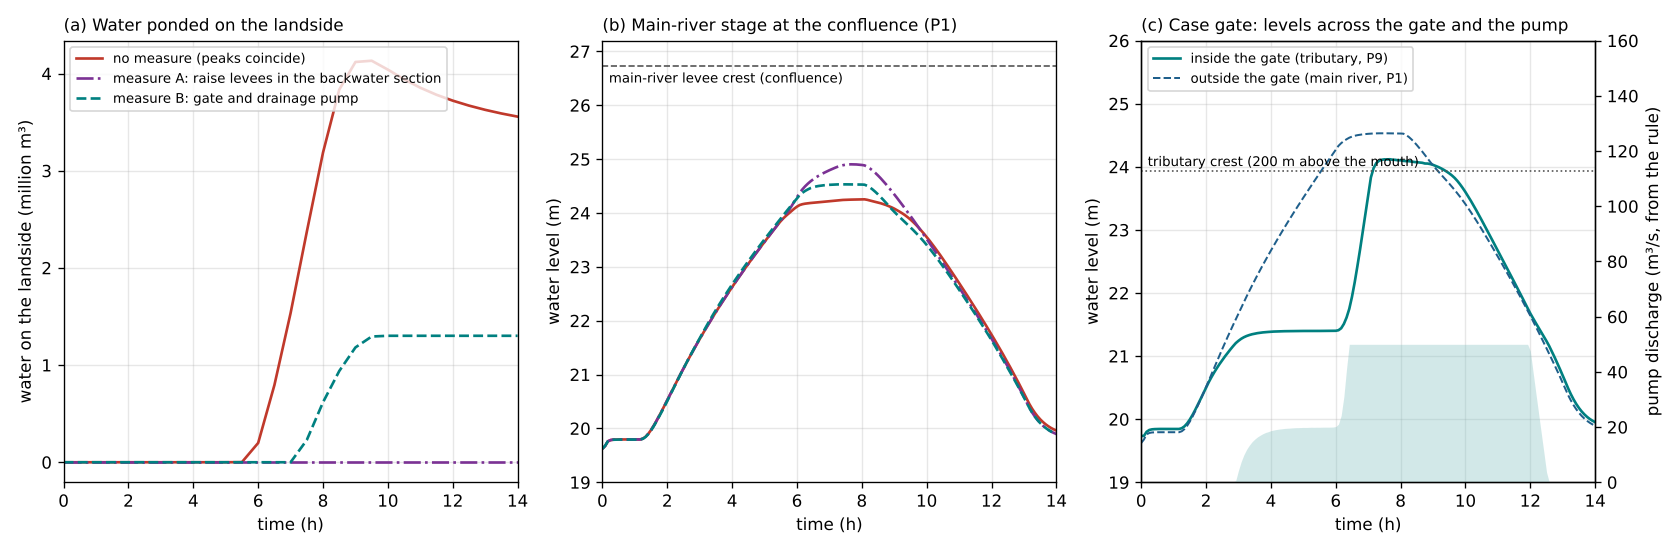 (a) Water ponded on the landside
no measure (peaks coincide)
measure A: raise levees in the backwater section
measure B: gate and drainage pump
water on the landside (million m³)
4
3
2
1
0
0 2 4 6 8 10 12 14
time (h)
(b) Main-river stage at the confluence (P1)
main-river levee crest (confluence)
water level (m)
27
26
25
24
23
22
21
20
19
0 2 4 6 8 10 12 14
time (h)
(c) Case gate: levels across the gate and the pump
inside the gate (tributary, P9)
outside the gate (main river, P1)
tributary crest (200 m above the mouth)
water level (m)
26
25
24
23
22
21
20
19
0 2 4 6 8 10 12 14
time (h)
160
140
120
100
80
60
40
20
0
pump discharge (m³/s, from the rule)